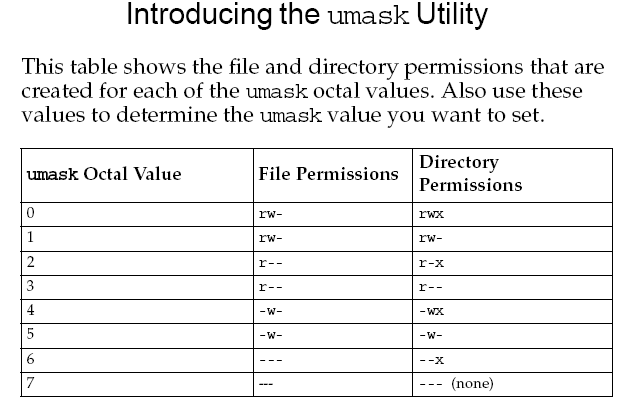 Introducing the umask Utility
This table shows the file and directory permissions that are
created for each of the umask octal values. Also use these
values to determine the umask value you want to set.
umask Octal Value File Permissions Directory Permissions
0 rw- rwx
1 rw- rw-
2 r-- r-x
3 r-- r--
4 -w- -wx
5 -w- -w-
6 --- --x
7 --- --- (none)